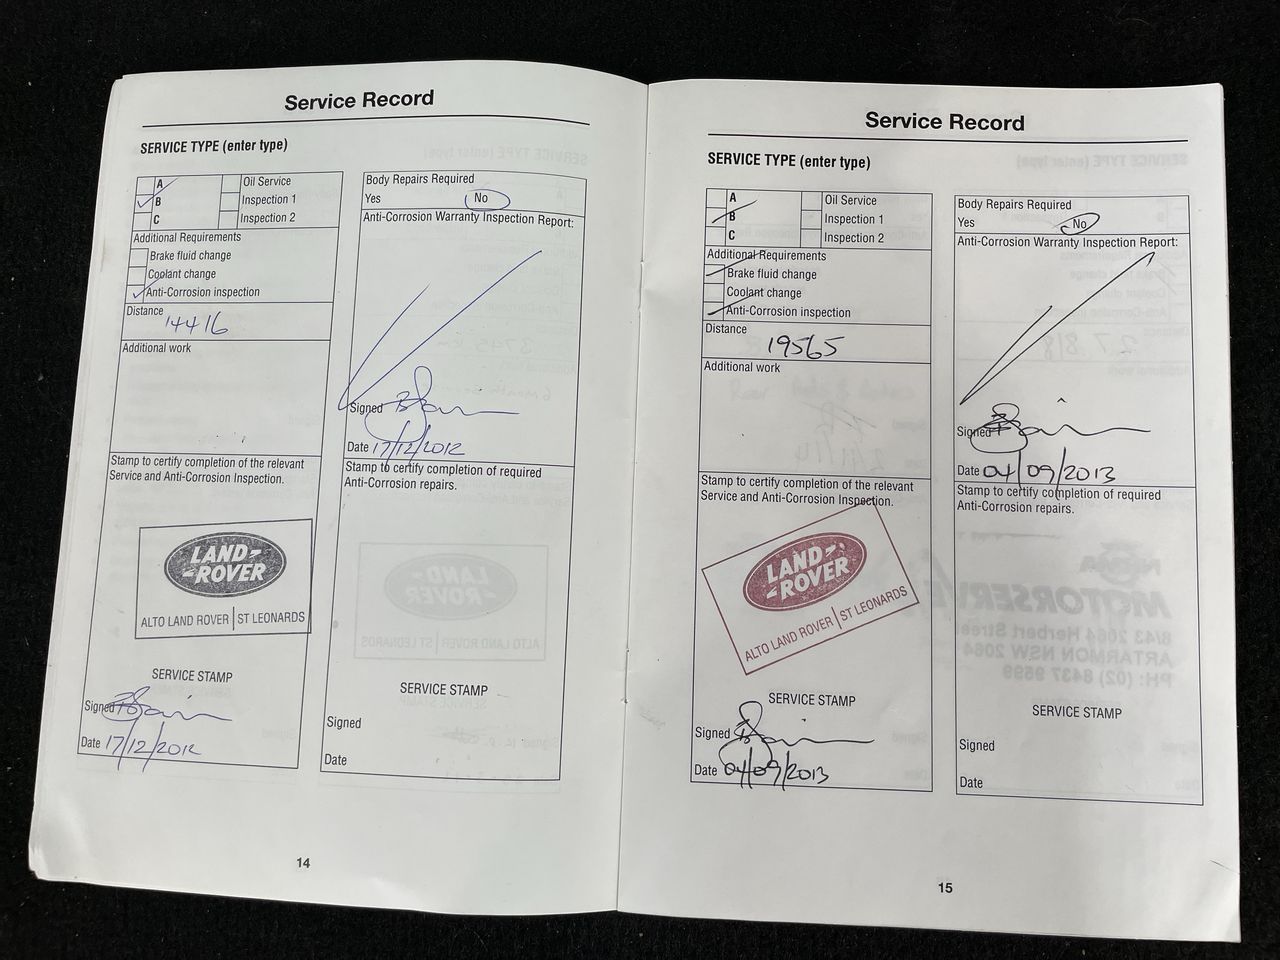 Service Record
SERVICE TYPE (enter type)
A
Oil Service
B
Inspection 1
C
Inspection 2
Additional Requirements
Brake fluid change
Coolant change
Anti-Corrosion inspection
Distance
14416
Additional work
Stamp to certify completion of the relevant
Service and Anti-Corrosion Inspection.
LAND-
-ROVER
ALTO LAND ROVER | ST LEONARDS
SERVICE STAMP
Signed
Date 17/12/2012
Body Repairs Required
Yes No
Anti-Corrosion Warranty Inspection Report:
Signed
Date 17/12/2012
Stamp to certify completion of required
Anti-Corrosion repairs.
SERVICE STAMP
Signed
Date
14
Service Record
SERVICE TYPE (enter type)
A
Oil Service
B
Inspection 1
C
Inspection 2
Additional Requirements
Brake fluid change
Coolant change
Anti-Corrosion inspection
Distance
19565
Additional work
Stamp to certify completion of the relevant
Service and Anti-Corrosion Inspection.
LAND-
-ROVER
ALTO LAND ROVER | ST LEONARDS
SERVICE STAMP
Signed
Date 04/09/2013
Body Repairs Required
Yes No
Anti-Corrosion Warranty Inspection Report:
Signed
Date 04/09/2013
Stamp to certify completion of required
Anti-Corrosion repairs.
SERVICE STAMP
Signed
Date
15